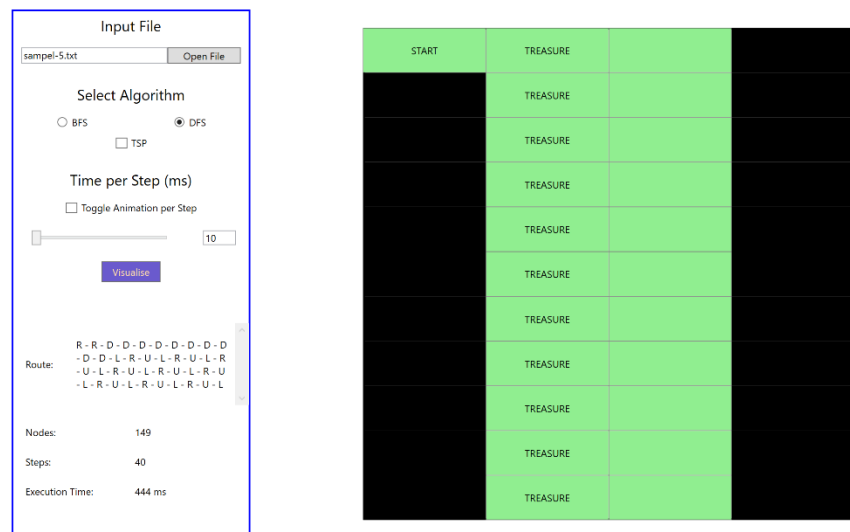 Input File
sampel-5.txt
Open File
Select Algorithm
BFS
DFS
TSP
Time per Step (ms)
Toggle Animation per Step
10
Visualise
Route:
R - R - D - D - D - D - D - D - D - D
- D - D - L - R - U - L - R - U - L - R
- U - L - R - U - L - R - U - L - R - U
- L - R - U - L - R - U - L - R - U - L
Nodes: 149
Steps: 40
Execution Time: 444 ms
START TREASURE
TREASURE
TREASURE
TREASURE
TREASURE
TREASURE
TREASURE
TREASURE
TREASURE
TREASURE
TREASURE